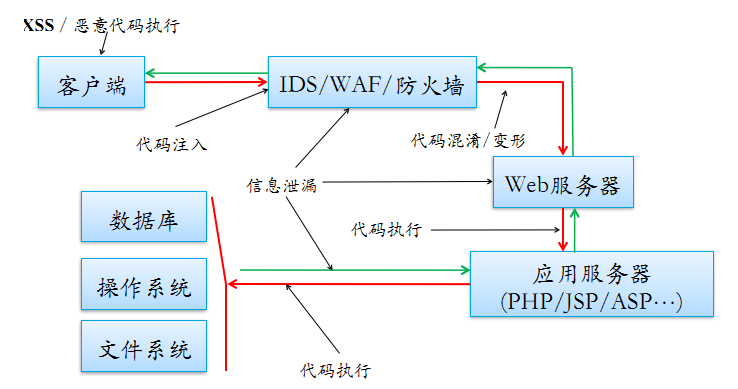 XSS / 恶意代码执行
客户端
IDS/WAF/防火墙
代码注入
代码混淆/变形
信息泄漏
Web服务器
数据库
代码执行
操作系统
应用服务器
(PHP/JSP/ASP…)
文件系统
代码执行